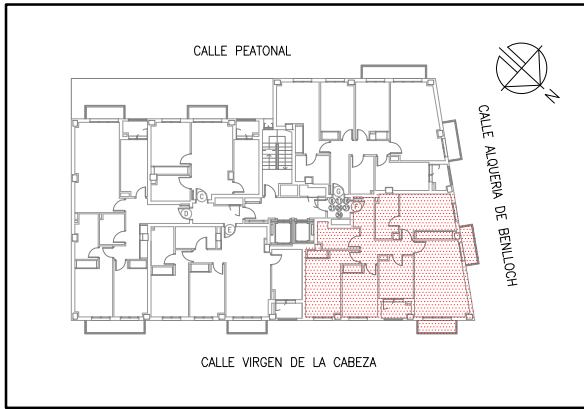 CALLE PEATONAL
N
CALLE ALQUERIA DE BENLLOCH
C
G
D
F
E
CALLE VIRGEN DE LA CABEZA